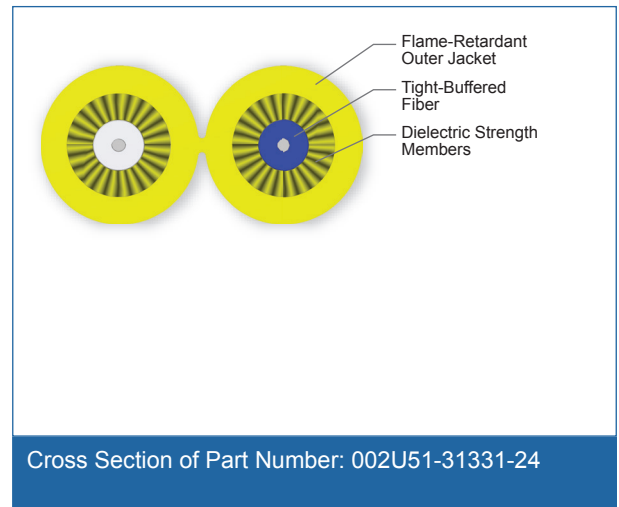 Flame-Retardant
Outer Jacket
Tight-Buffered
Fiber
Dielectric Strength
Members
Cross Section of Part Number: 002U51-31331-24